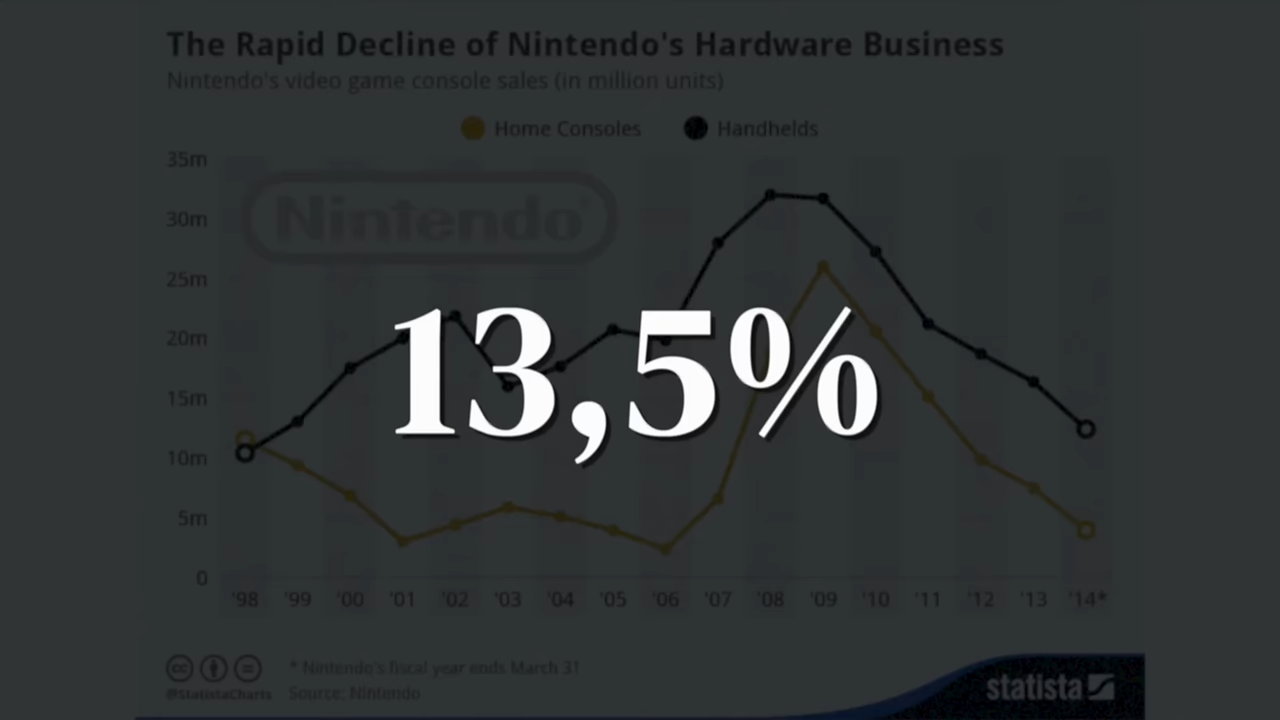 The Rapid Decline of Nintendo's Hardware Business
Nintendo's video game console sales (in million units)
Home Consoles Handhelds
35m
Nintendo®
30m
25m
13,5%
20m
15m
10m
5m
0
'98 '99 '00 '01 '02 '03 '04 '05 '06 '07 '08 '09 '10 '11 '12 '13 '14*
cc
* Nintendo's fiscal year ends March 31
@StatistaCharts Source: Nintendo
statista